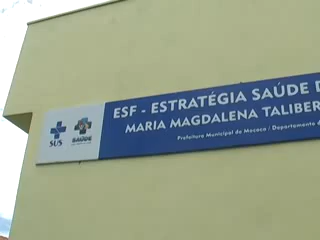 ESF - ESTRATÉGIA SAÚDE D
MARIA MAGDALENA TALIBER
Prefeitura Municipal de Mococa / Departamento d
SUS
SAÚDE